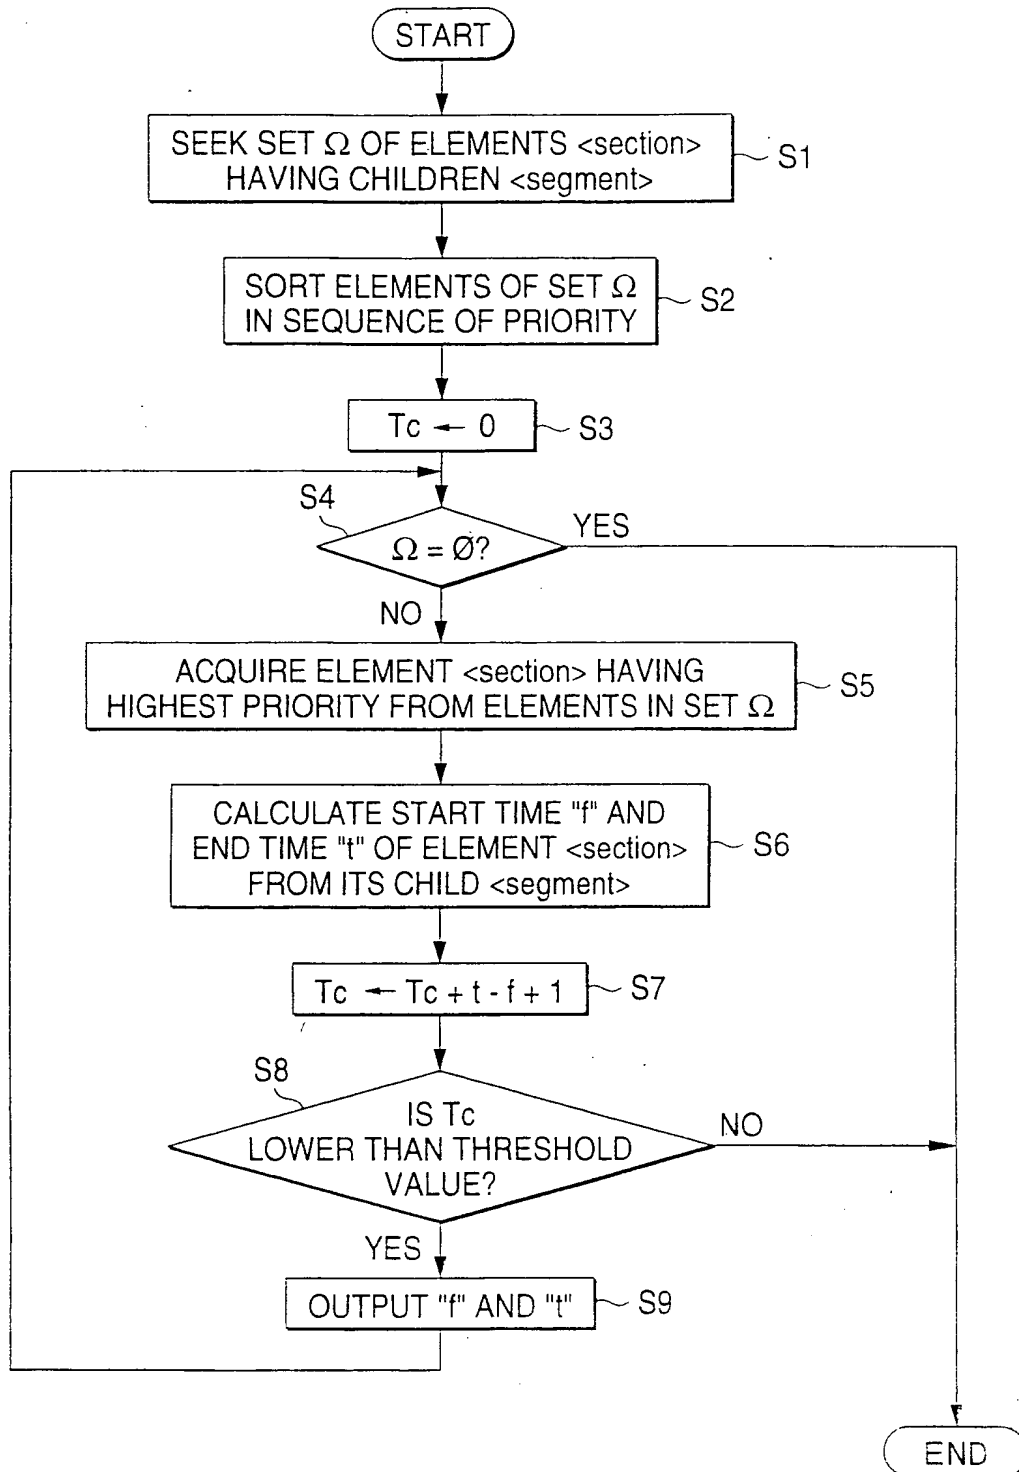 START
SEEK SET Ω OF ELEMENTS <section>
HAVING CHILDREN <segment>
S1
SORT ELEMENTS OF SET Ω
IN SEQUENCE OF PRIORITY
S2
Tc ← 0
S3
S4
Ω = Ø?
YES
NO
ACQUIRE ELEMENT <section> HAVING
HIGHEST PRIORITY FROM ELEMENTS IN SET Ω
S5
CALCULATE START TIME "f" AND
END TIME "t" OF ELEMENT <section>
FROM ITS CHILD <segment>
S6
Tc ← Tc + t - f + 1
S7
S8
IS Tc
LOWER THAN THRESHOLD
VALUE?
NO
YES
OUTPUT "f" AND "t"
S9
END